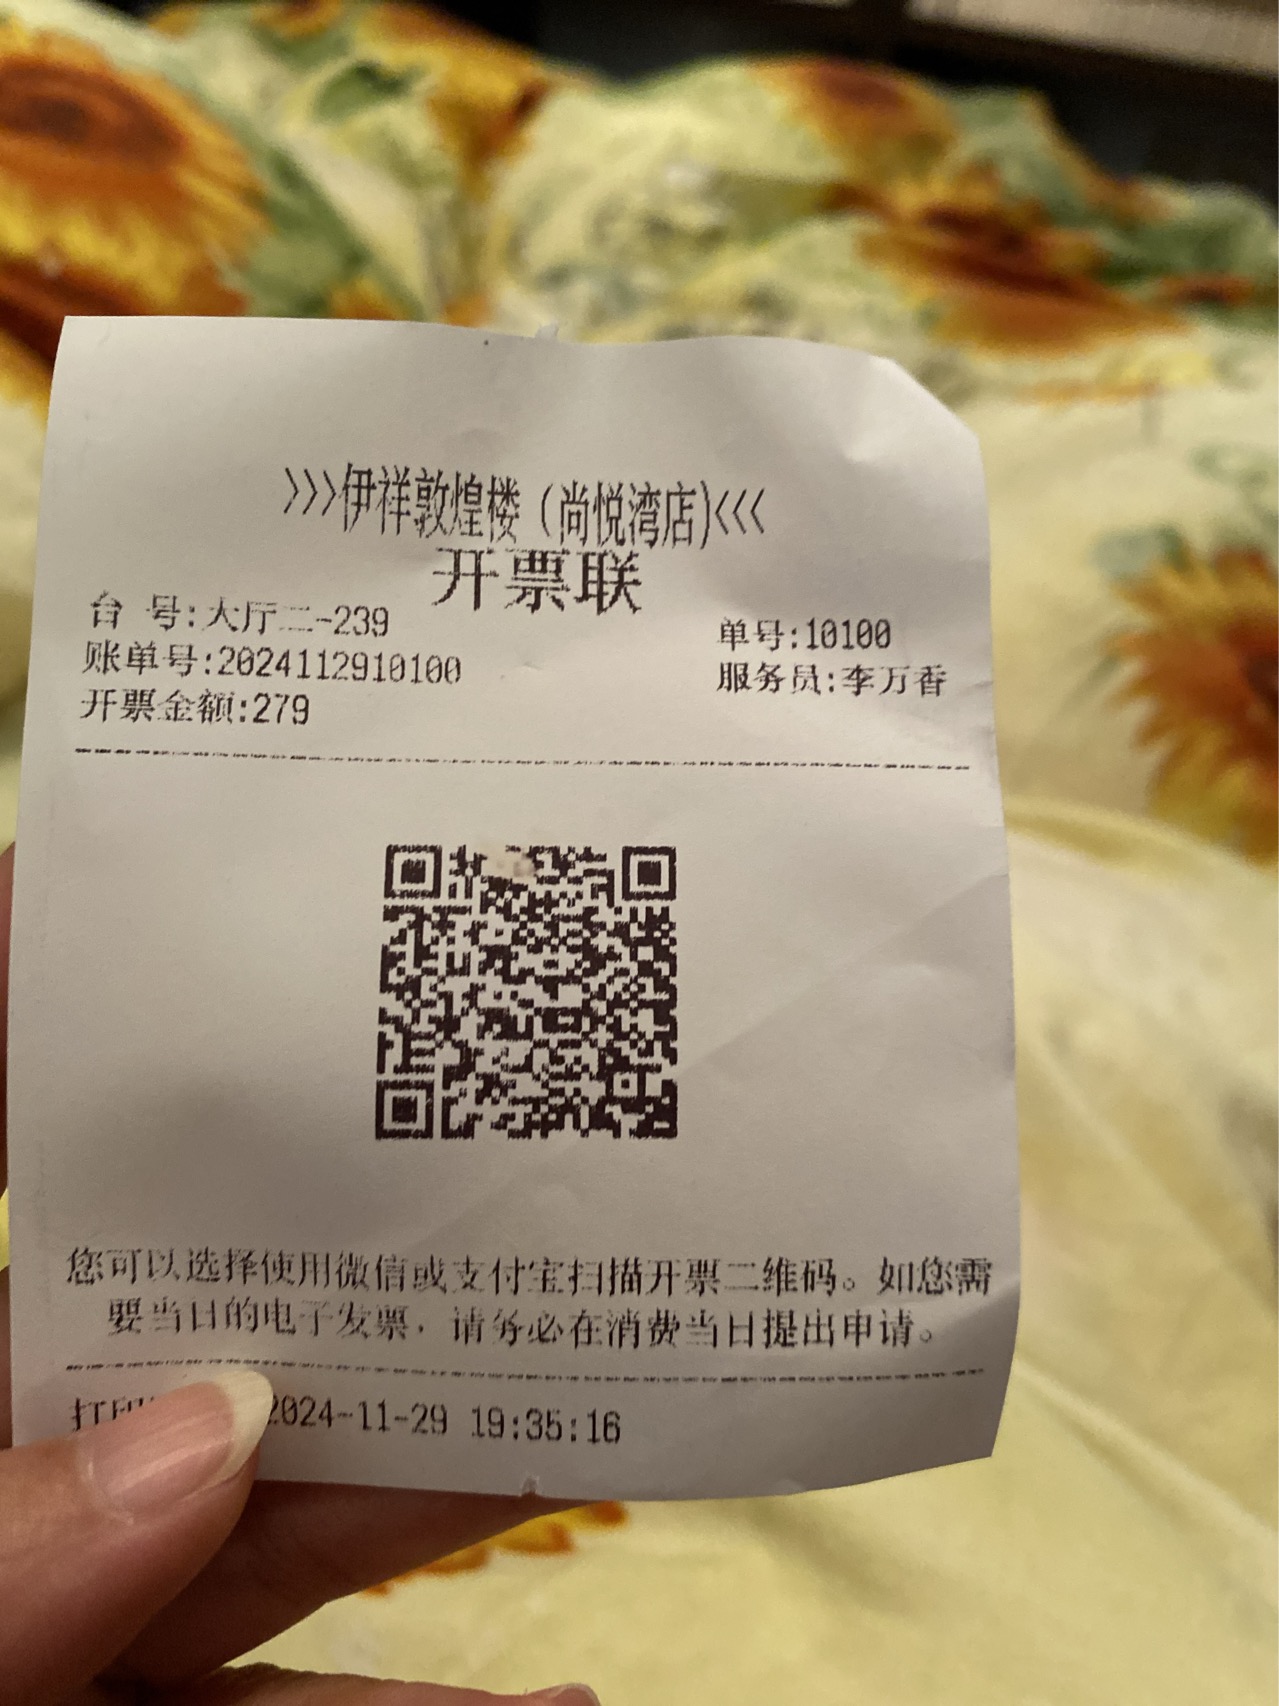 >>>伊祥敦煌楼（尚悦湾店)<<<
开票联
台 号:大厅二-239
单号:10100
账单号:2024112910100
服务员:李万香
开票金额:279
您可以选择使用微信或支付宝扫描开票二维码。如您需
要当日的电子发票，请务必在消费当日提出申请。
打印 2024-11-29 19:35:16